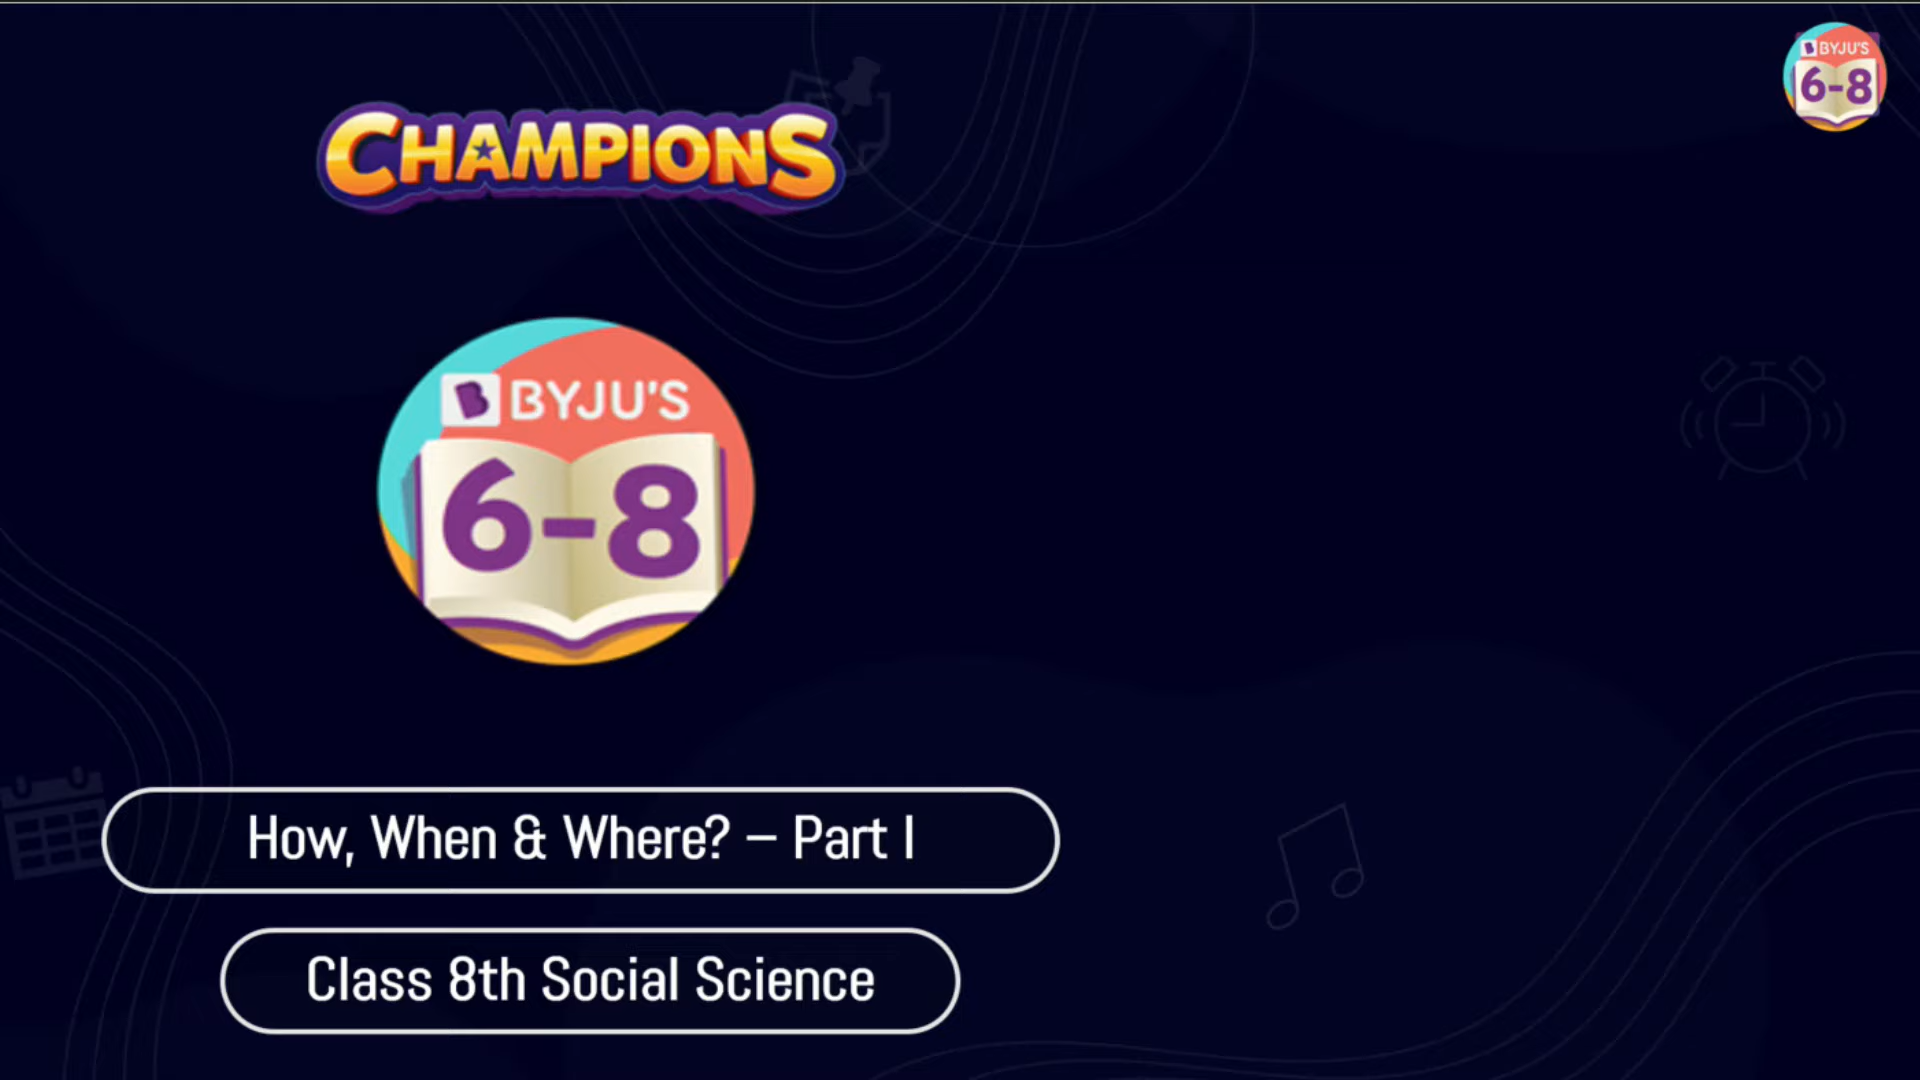 CHAMPIONS
BYJU'S
6-8
BYJU'S
6-8
How, When & Where? – Part I
Class 8th Social Science